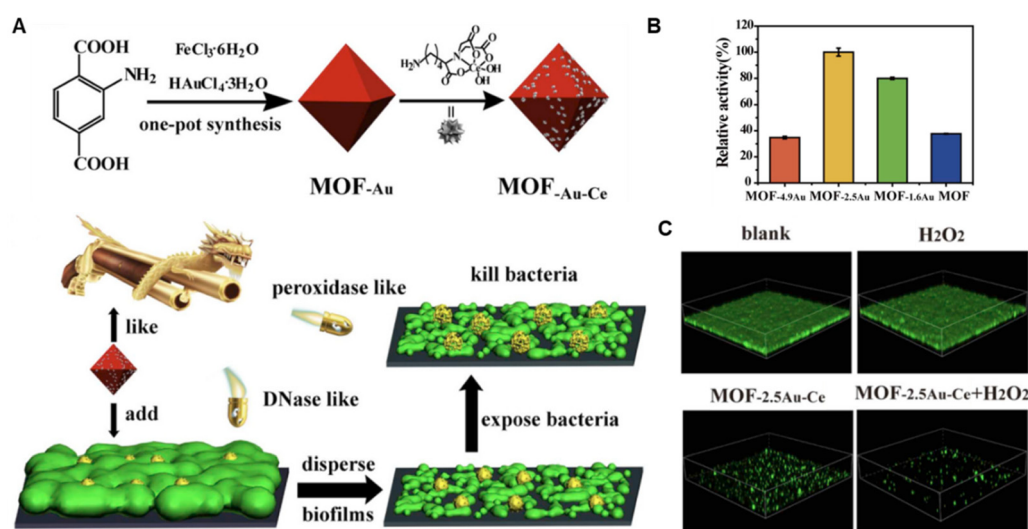 A
COOH
NH2
COOH
FeCl3·6H2O
HAuCl4·3H2O
one-pot synthesis
MOF-Au
H2N
4
O
O
O
O
O
O
N
Ce
OH
OH
=
MOF-Au-Ce
like
add
peroxidase like
DNase like
disperse
biofilms
expose bacteria
kill bacteria
B
Relative activity(%)
140
120
100
80
60
40
20
0
MOF-4.9Au MOF-2.5Au MOF-1.6Au MOF
C
blank
H2O2
MOF-2.5Au-Ce
MOF-2.5Au-Ce+H2O2